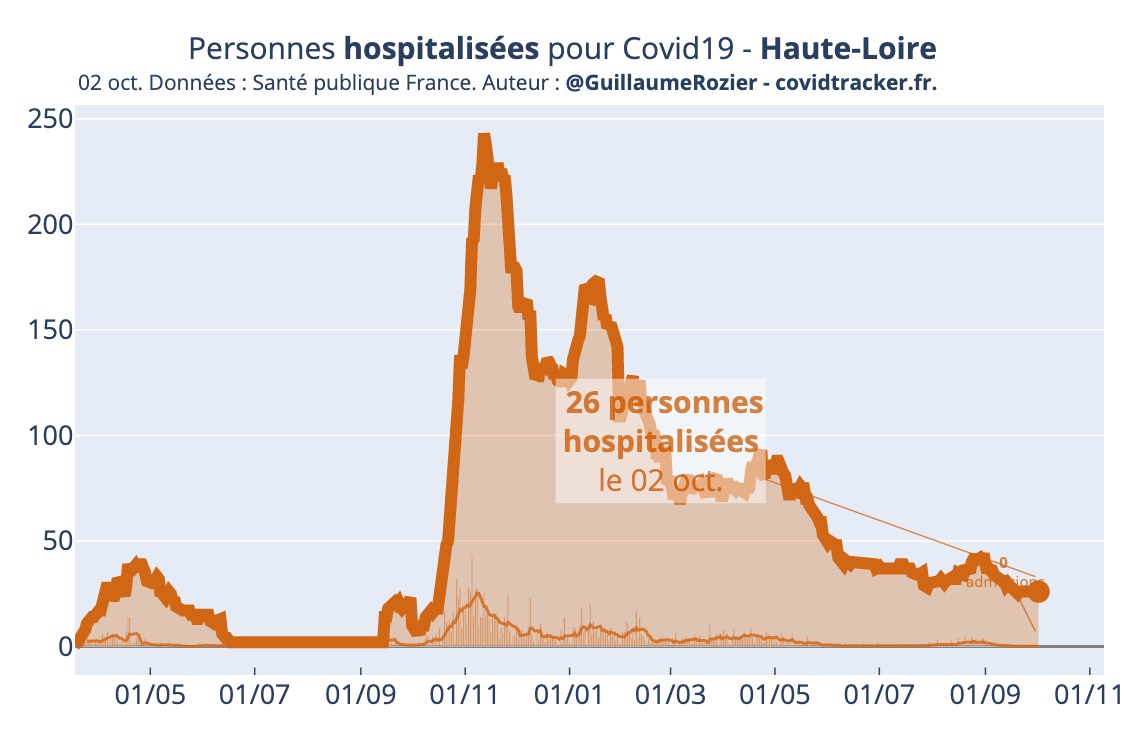 Personnes hospitalisées pour Covid19 - Haute-Loire
02 oct. Données : Santé publique France. Auteur : @GuillaumeRozier - covidtracker.fr.
250
200
150
100
50
0
26 personnes
hospitalisées
le 02 oct.
0
admissions
01/05
01/07
01/09
01/11
01/01
01/03
01/05
01/07
01/09
01/11